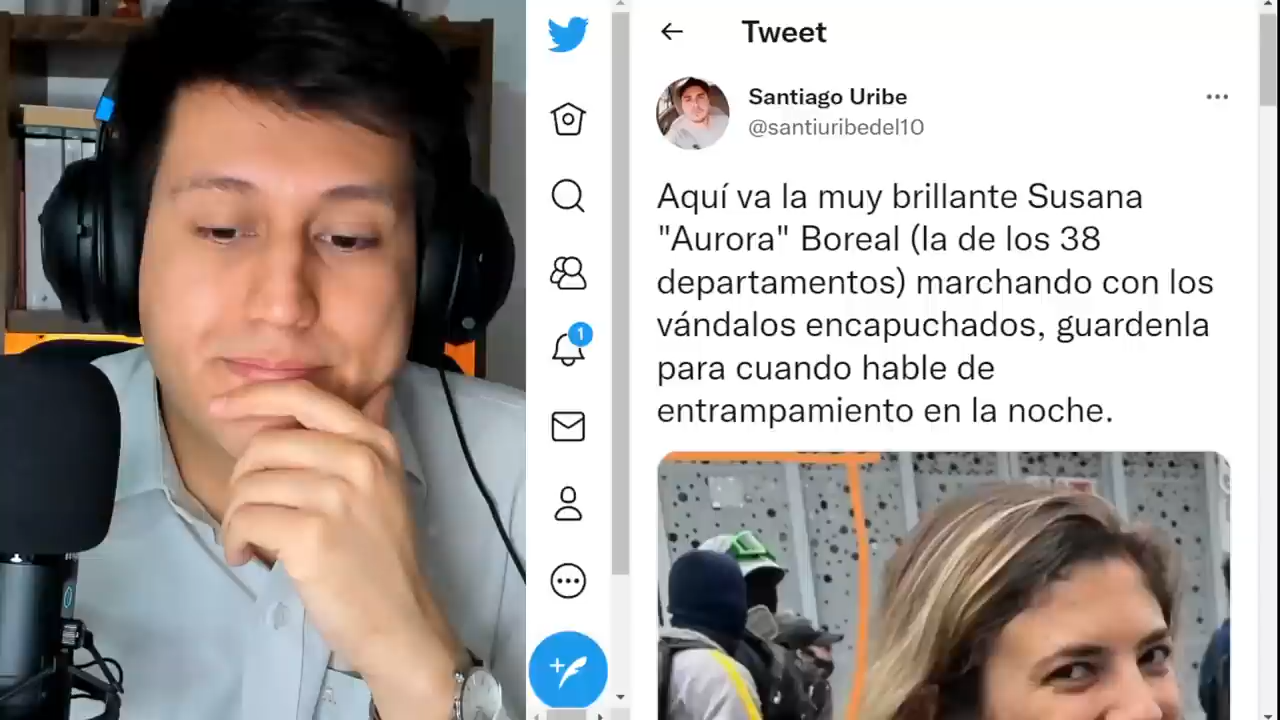 Tweet
Santiago Uribe
@santiuribedel10
Aquí va la muy brillante Susana
"Aurora" Boreal (la de los 38
departamentos) marchando con los
vándalos encapuchados, guardenla
para cuando hable de
entrampamiento en la noche.
1